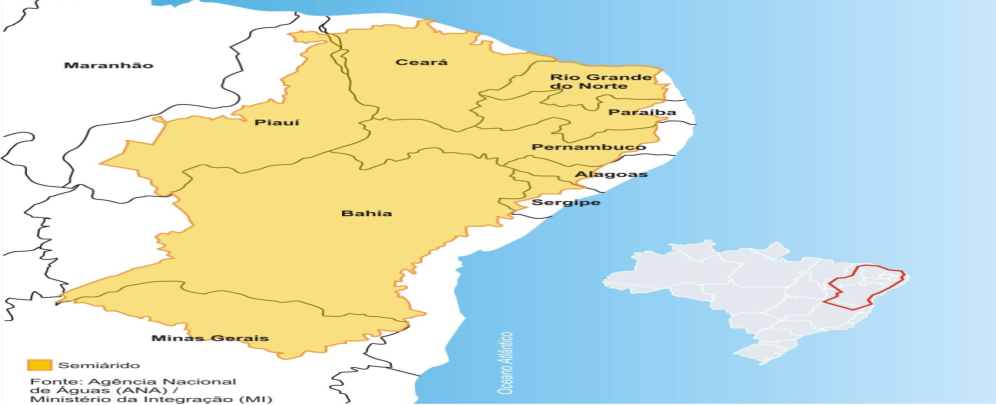 Maranhão
Ceará
Rio Grande
do Norte
Paraíba
Piauí
Pernambuco
Alagoas
Sergipe
Bahia
Minas Gerais
Oceano Atlântico
Semiárido
Fonte: Agência Nacional
de Águas (ANA) /
Ministério da Integração (MI)